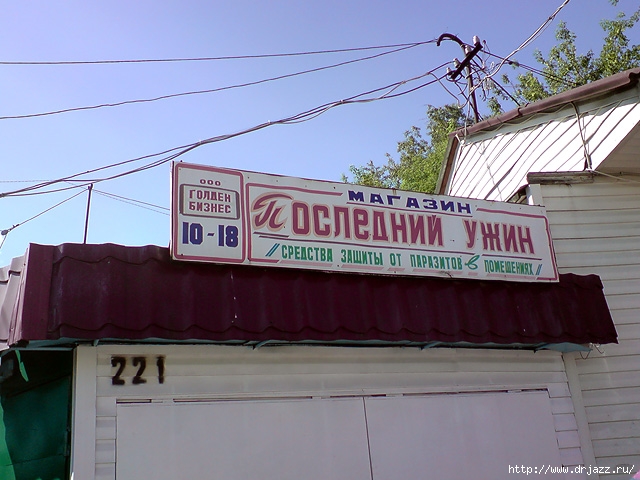 ООО
ГОЛДЕН
БИЗНЕС
10-18
МАГАЗИН
ПОСЛЕДНИЙ УЖИН
СРЕДСТВА ЗАЩИТЫ ОТ ПАРАЗИТОВ в ПОМЕЩЕНИЯХ
221
http://www.drjazz.ru/